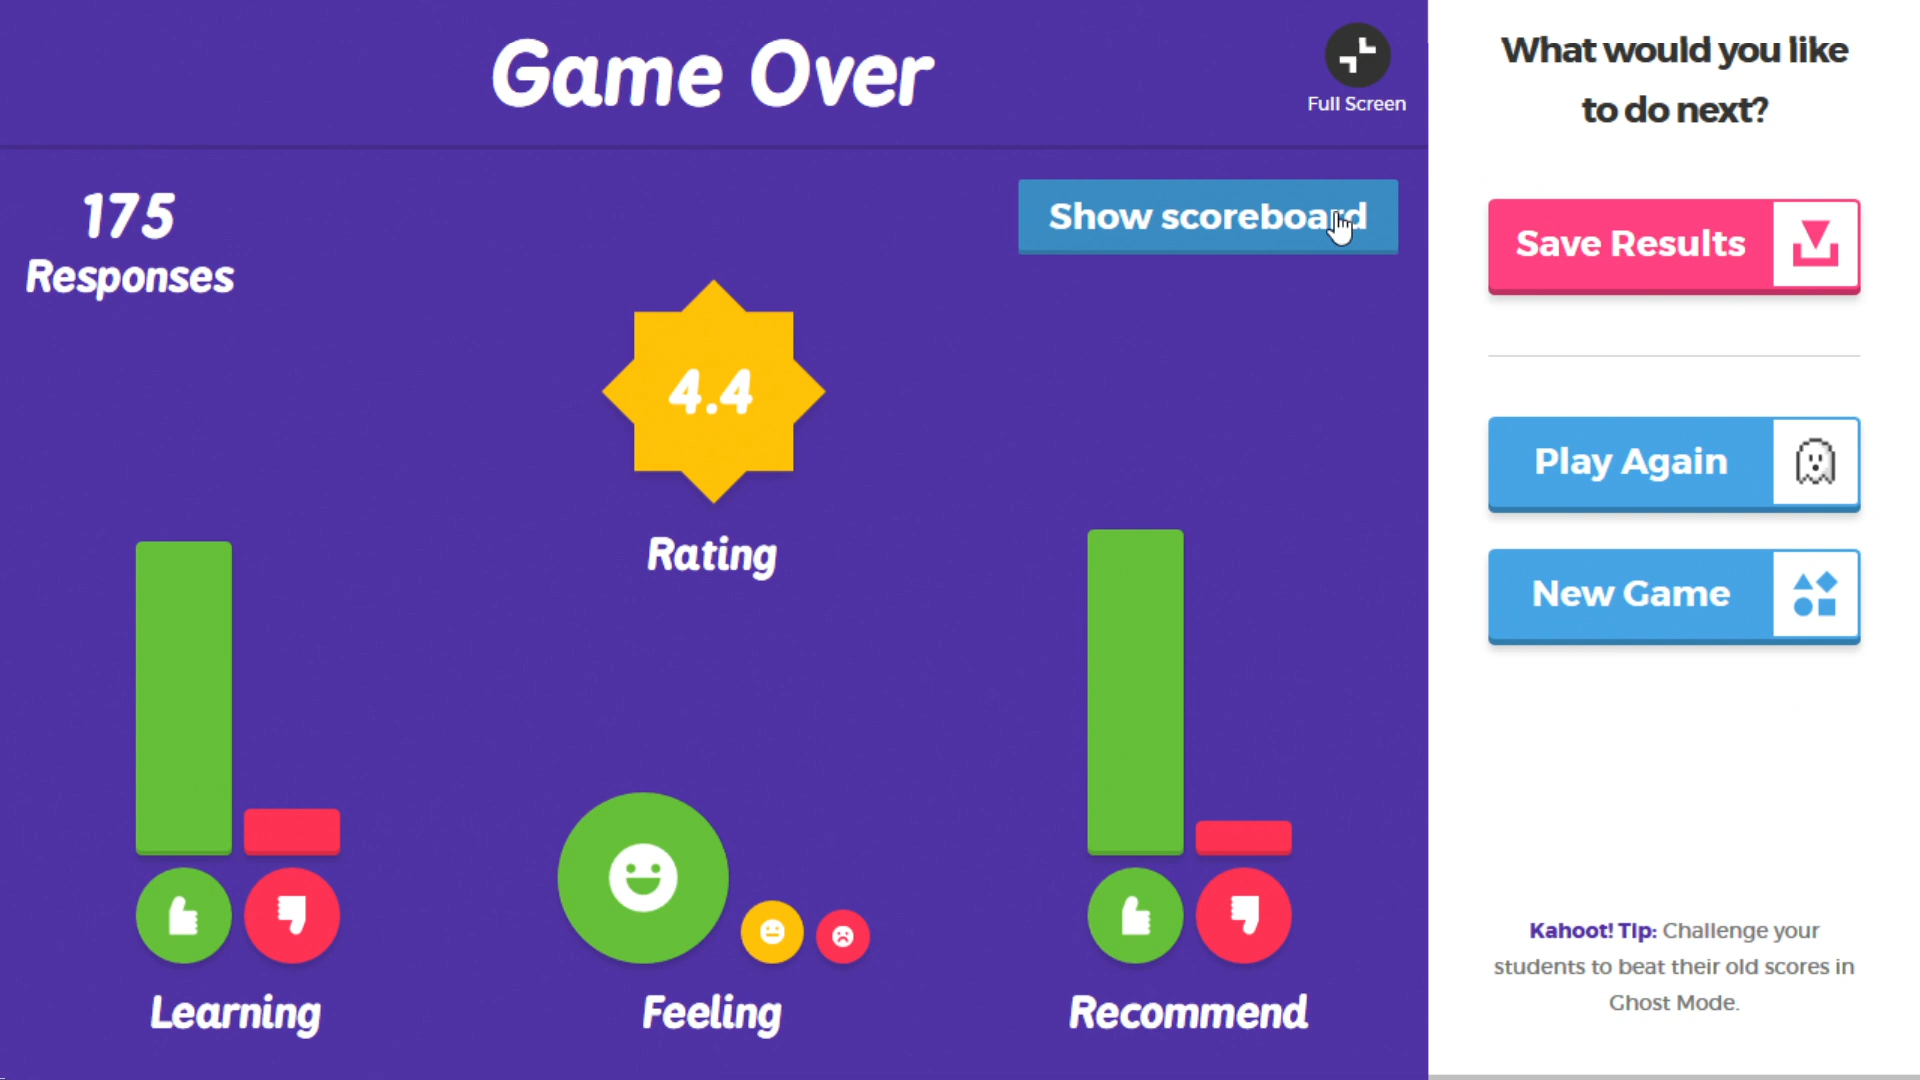 Game Over
Full Screen
175
Responses
Show scoreboard
4.4
Rating
Learning
Feeling
Recommend
What would you like
to do next?
Save Results
Play Again
New Game
Kahoot! Tip: Challenge your
students to beat their old scores in
Ghost Mode.